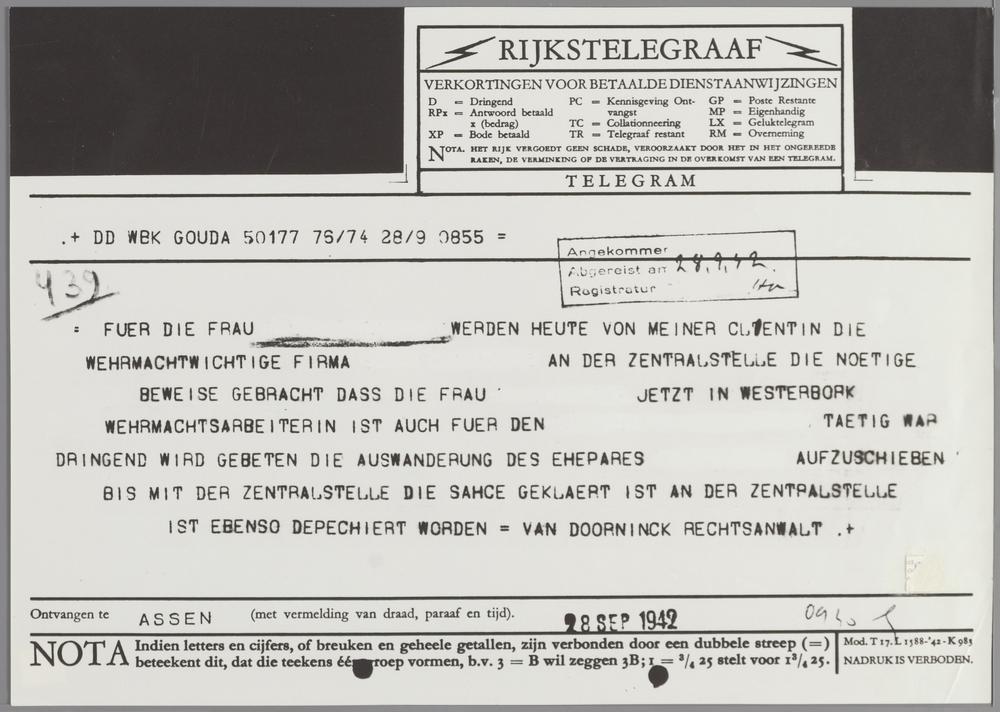 RIJKSTELEGRAAF
VERKORTINGEN VOOR BETAALDE DIENSTAANWIJZINGEN
D = Dringend
RPx = Antwoord betaald
x (bedrag)
XP = Bode betaald
PC = Kennisgeving Ont-
vangst
TC = Collationneering
TR = Telegraaf restant
GP = Poste Restante
MP = Eigenhandig
LX = Geluktelegram
RM = Overneming
NOTA. HET RIJK VERGOEDT GEEN SCHADE, VEROORZAAKT DOOR HET IN HET ONGEREEDE
RAKEN, DE VERMINKING OF DE VERTRAGING IN DE OVERKOMST VAN EEN TELEGRAM.
TELEGRAM
.+ DD WBK GOUDA 50177 76/74 28/9 0855 =
Angekommen
Abgereist am 28.9.42.
Registratur
439
= FUER DIE FRAU WERDEN HEUTE VON MEINER CLIENTIN DIE
WEHRMACHTWICHTIGE FIRMA AN DER ZENTRALSTELLE DIE NOETIGE
BEWEISE GEBRACHT DASS DIE FRAU JETZT IN WESTERBORK
WEHRMACHTSARBEITERIN IST AUCH FUER DEN TAETIG WAR
DRINGEND WIRD GEBETEN DIE AUSWANDERUNG DES EHEPARES AUFZUSCHIEBEN
BIS MIT DER ZENTRALSTELLE DIE SAHCE GEKLAERT IST AN DER ZENTRALSTELLE
IST EBENSO DEPECHIERT WORDEN = VAN DOORNINCK RECHTSANWALT .+
Ontvangen te ASSEN (met vermelding van draad, paraaf en tijd). 28 SEP 1942 0940
NOTA Indien letters en cijfers, of breuken en geheele getallen, zijn verbonden door een dubbele streep (=)
beteekent dit, dat die teekens één groep vormen, b.v. 3 = B wil zeggen 3B; 1 = 3/4 25 stelt voor 1 3/4 25.
Mod. T 17. L 1588-'42-K 983
NADRUK IS VERBODEN.